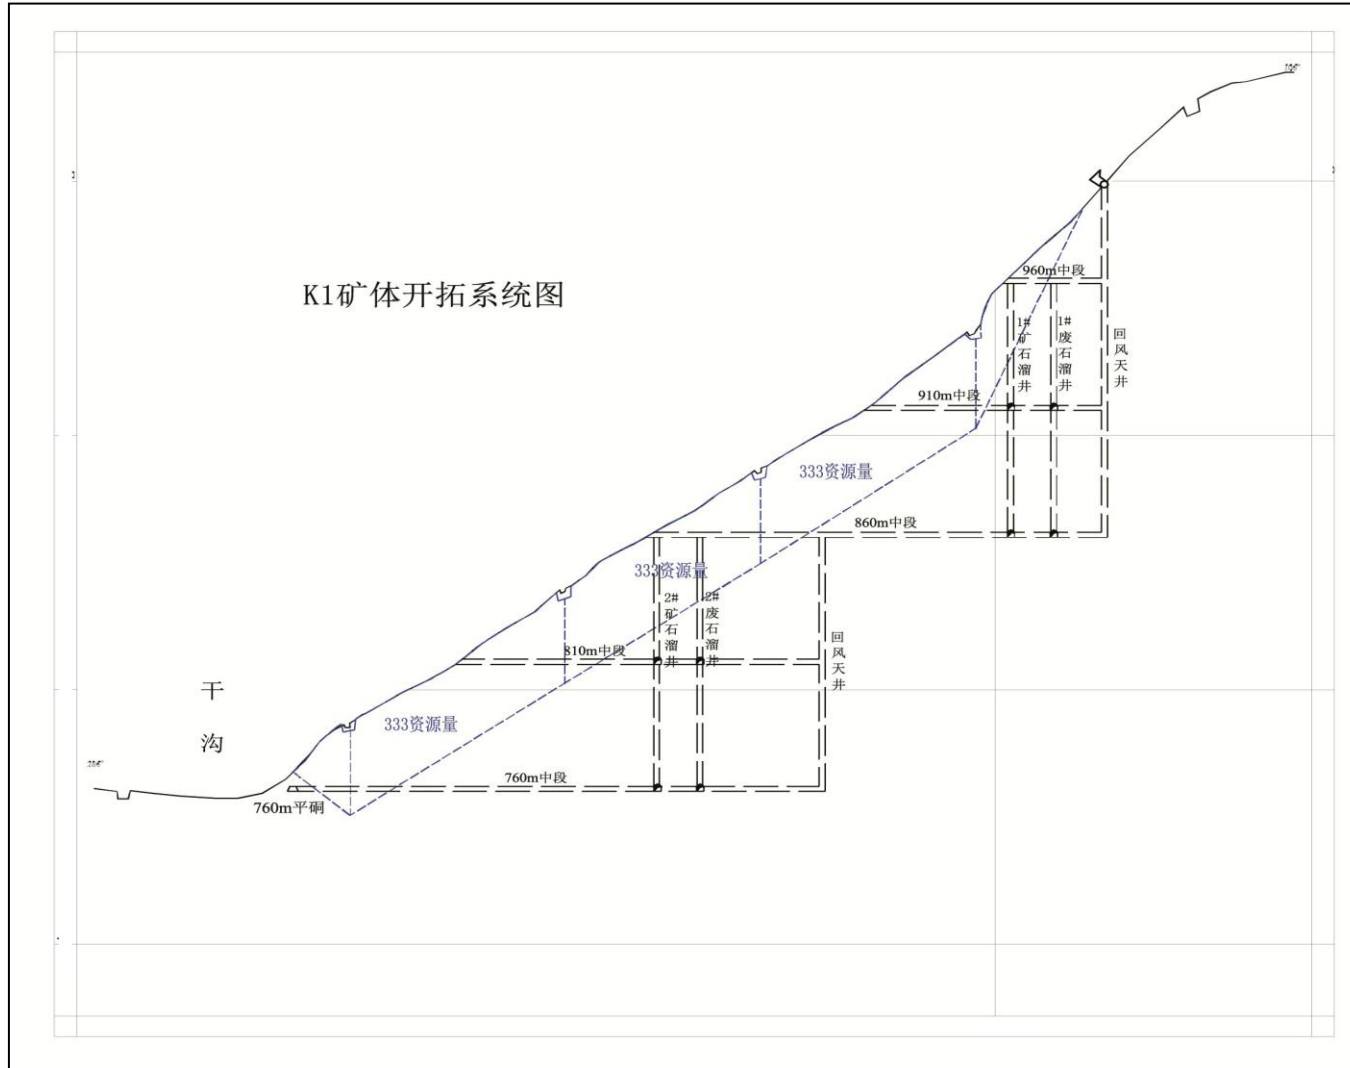 K1矿体开拓系统图
960m中段
1#矿石溜井
1#废石溜井
回风天井
910m中段
333资源量
860m中段
333资源量
2#矿石溜井
2#废石溜井
810m中段
回风天井
干沟
333资源量
760m中段
760m平硐